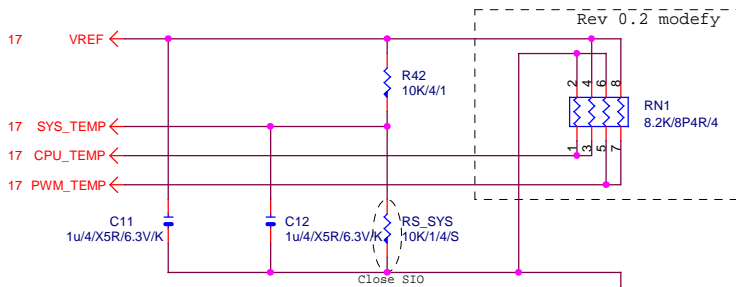 Rev 0.2 modefy
17 VREF
R42
10K/4/1
2 4 6 8
RN1
8.2K/8P4R/4
1 3 5 7
17 SYS_TEMP
17 CPU_TEMP
17 PWM_TEMP
C11
1u/4/X5R/6.3V/K
C12
1u/4/X5R/6.3V/K
RS_SYS
10K/1/4/S
Close SIO